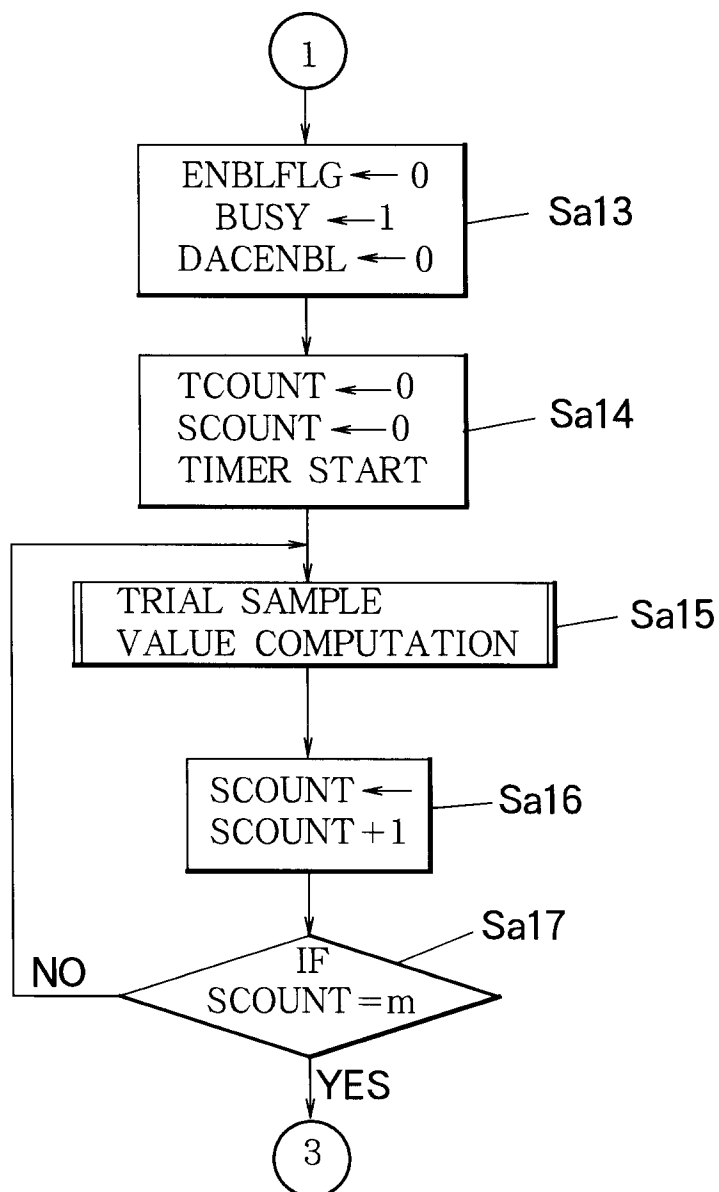 1
ENBLFLG ← 0
BUSY ← 1
DACENBL ← 0
Sa13
TCOUNT ← 0
SCOUNT ← 0
TIMER START
Sa14
TRIAL SAMPLE
VALUE COMPUTATION
Sa15
SCOUNT ←
SCOUNT + 1
Sa16
Sa17
IF
SCOUNT = m
NO
YES
3